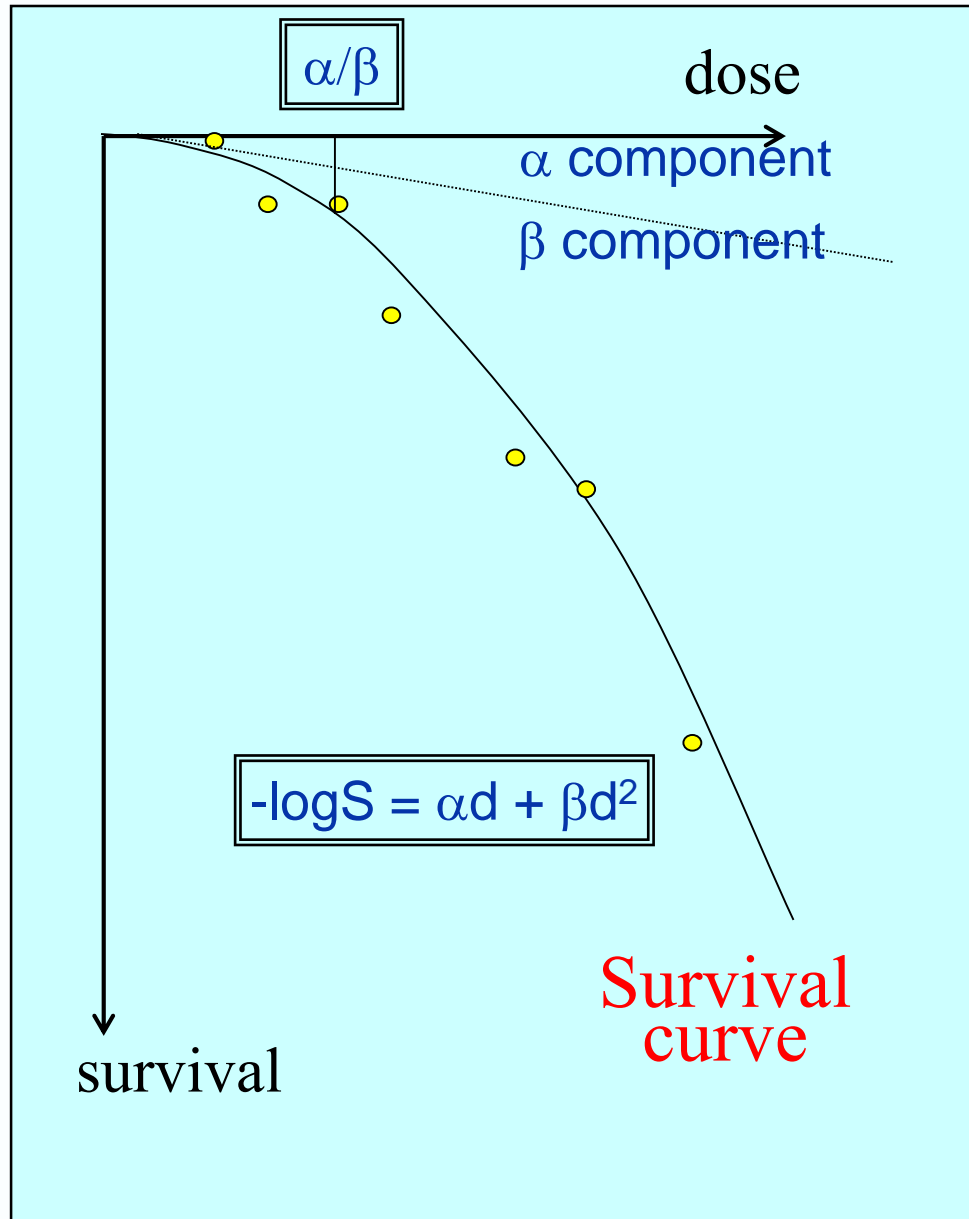 α/β
dose
α component
β component
-logS = αd + βd²
Survival
curve
survival